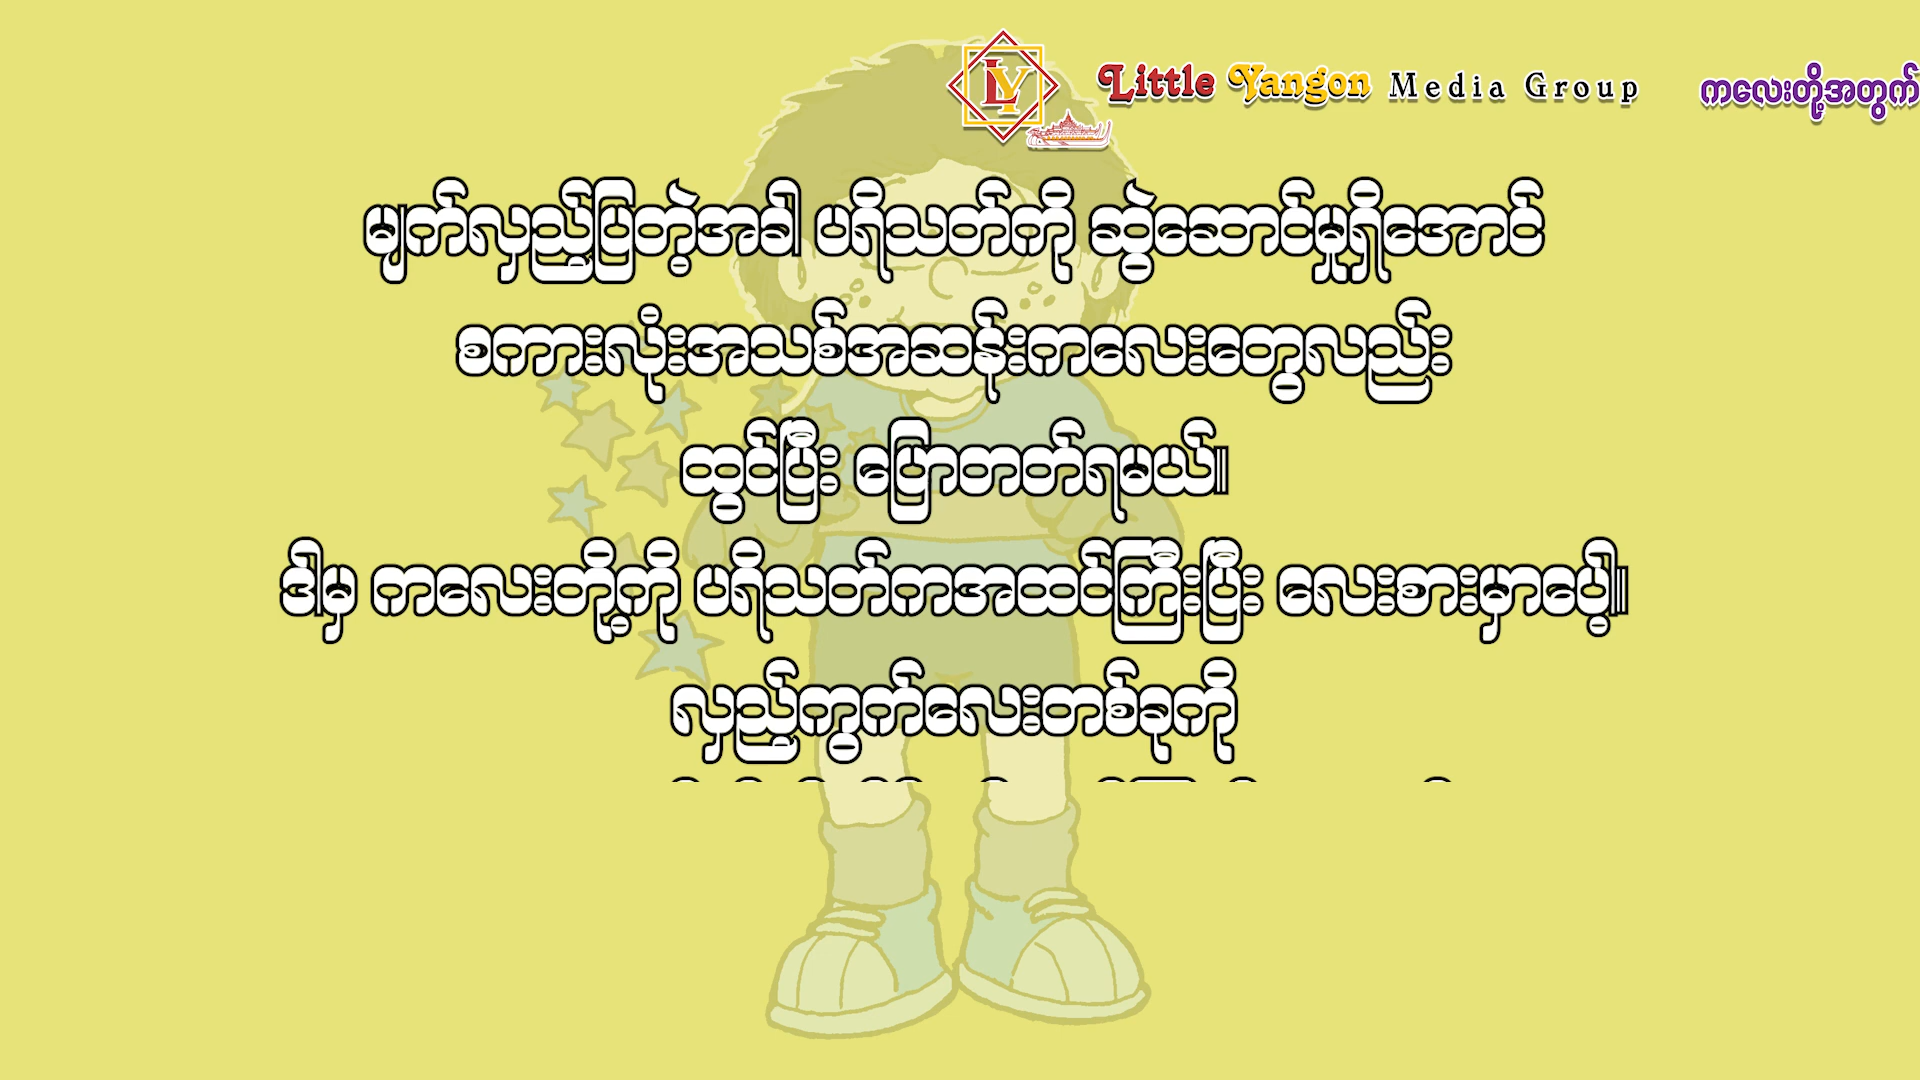 LY Little Yangon Media Group ကလေးတို့အတွက်
မျက်လှည့်ပြတဲ့အခါ ပရိသတ်ကို ဆွဲဆောင်မှုရှိအောင်
စကားလုံးအသစ်အဆန်းကလေးတွေလည်း
ထွင်ပြီး ပြောတတ်ရမယ်။
ဒါမှ ကလေးတို့ကို ပရိသတ်ကအထင်ကြီးပြီး လေးစားမှာပေါ့။
လှည့်ကွက်လေးတစ်ခုကို